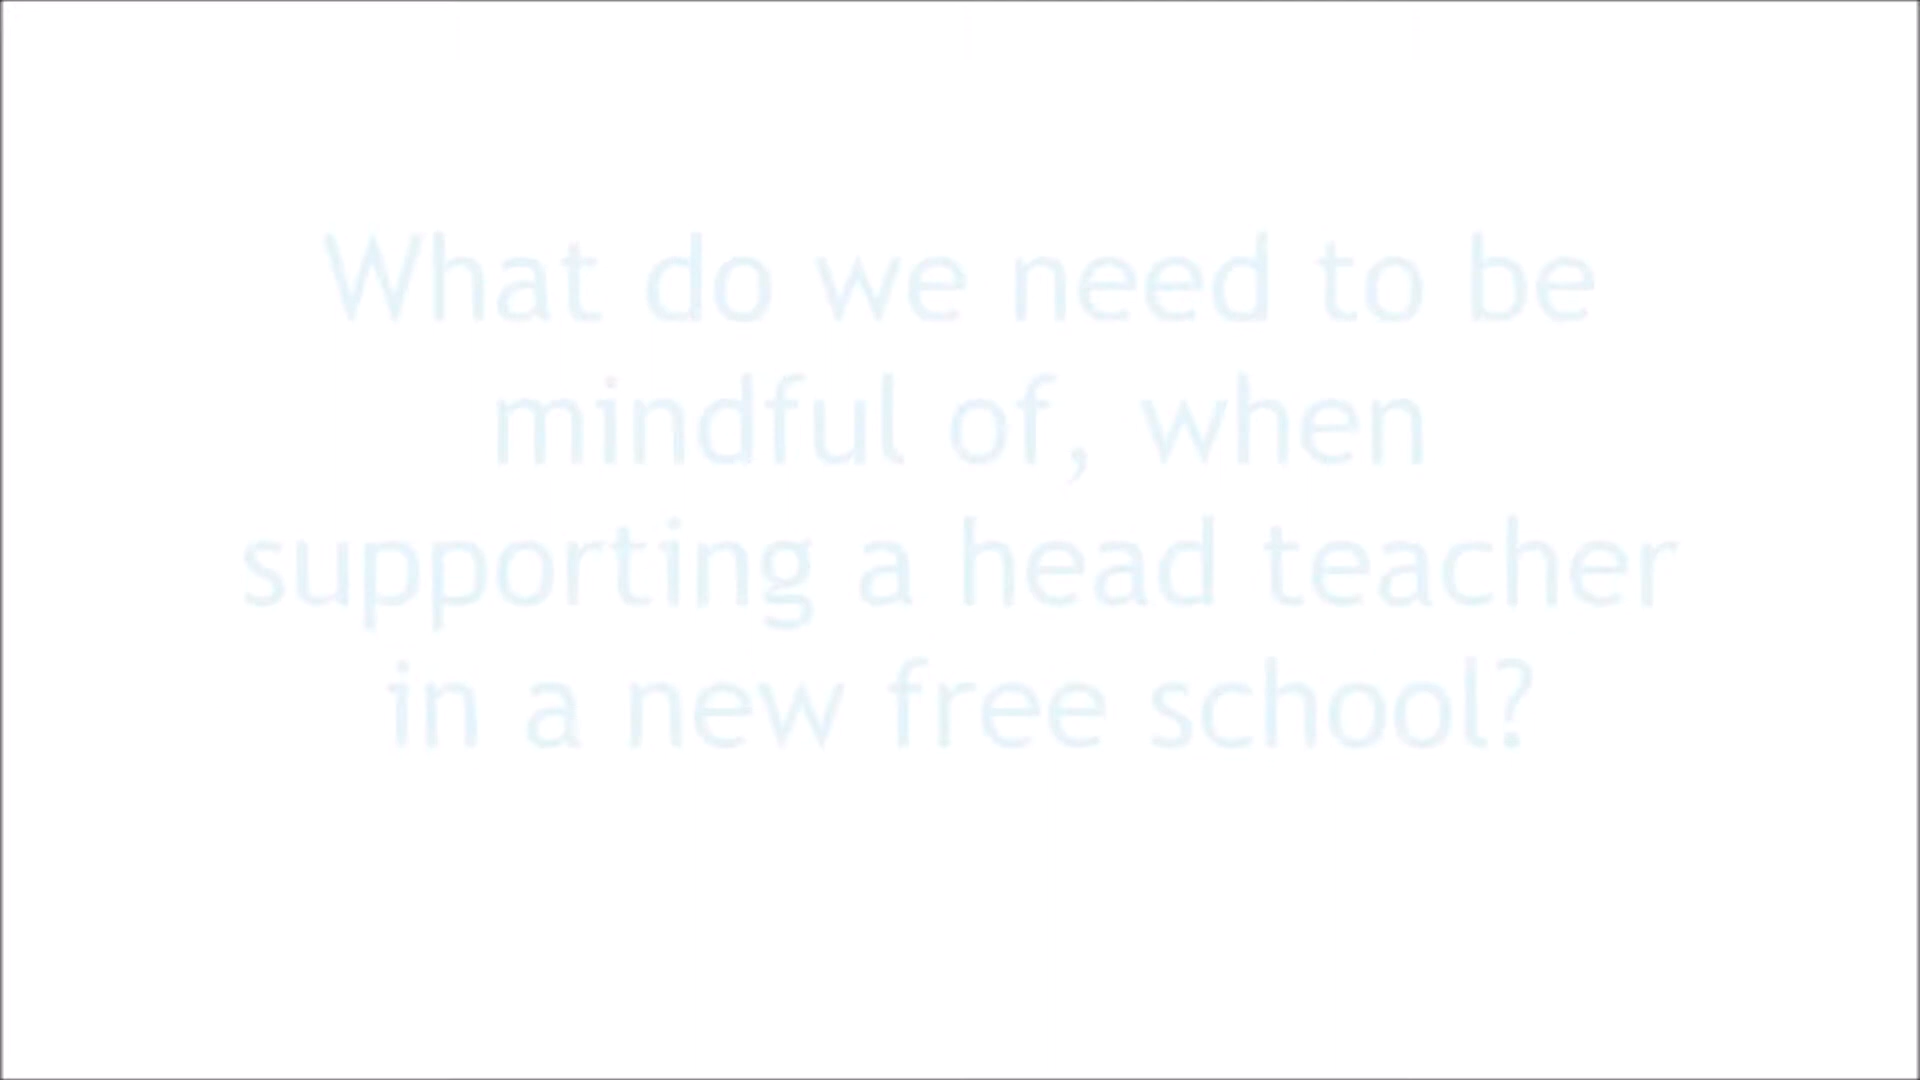 What do we need to be
mindful of, when
supporting a head teacher
in a new free school?